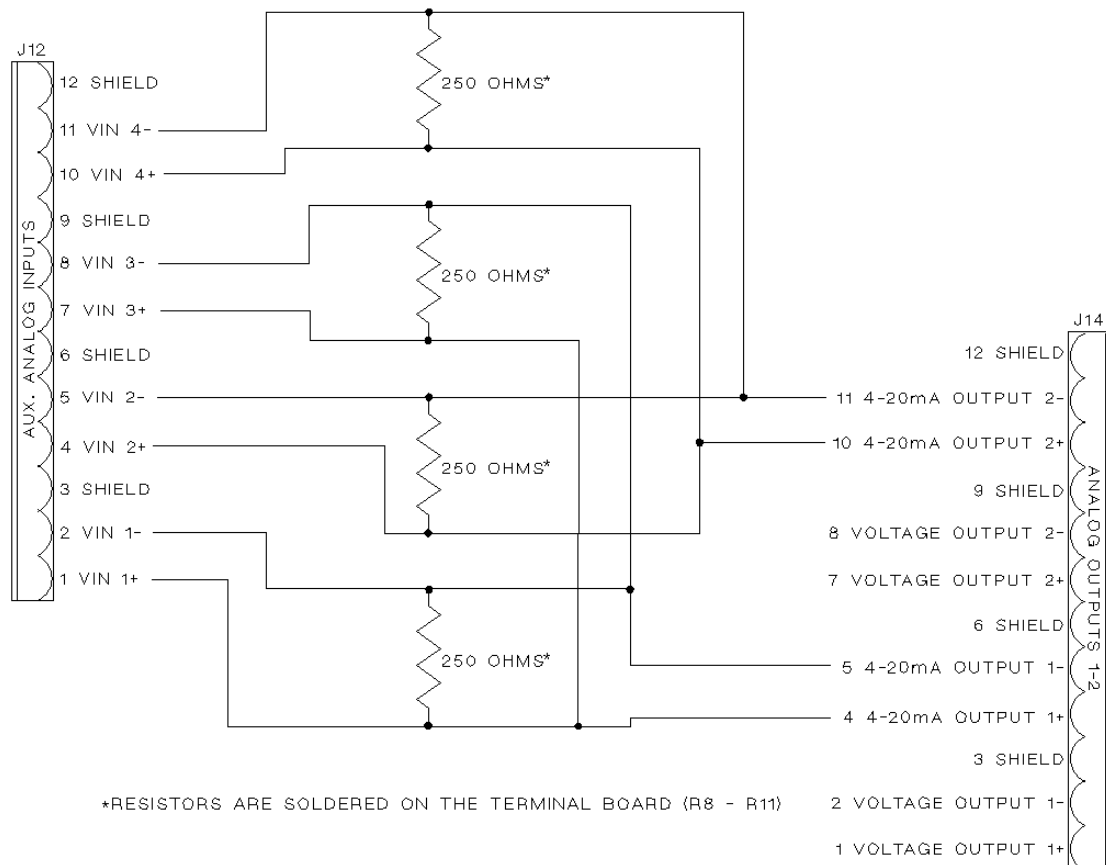 J12
AUX. ANALOG INPUTS
12 SHIELD
11 VIN 4-
10 VIN 4+
9 SHIELD
8 VIN 3-
7 VIN 3+
6 SHIELD
5 VIN 2-
4 VIN 2+
3 SHIELD
2 VIN 1-
1 VIN 1+
250 OHMS*
250 OHMS*
250 OHMS*
250 OHMS*
J14
ANALOG OUTPUTS 1-2
12 SHIELD
11 4-20mA OUTPUT 2-
10 4-20mA OUTPUT 2+
9 SHIELD
8 VOLTAGE OUTPUT 2-
7 VOLTAGE OUTPUT 2+
6 SHIELD
5 4-20mA OUTPUT 1-
4 4-20mA OUTPUT 1+
3 SHIELD
2 VOLTAGE OUTPUT 1-
1 VOLTAGE OUTPUT 1+
*RESISTORS ARE SOLDERED ON THE TERMINAL BOARD (R8 - R11)